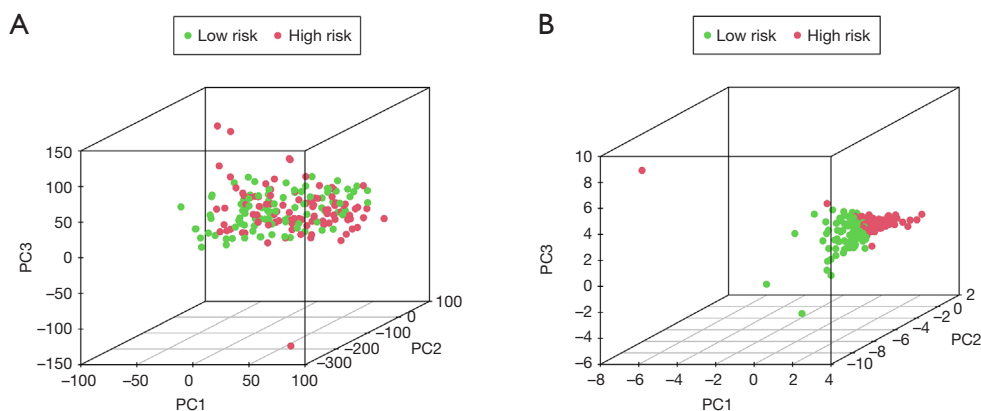 A
Low risk High risk
150
100
50
0
−50
−100
−150
PC3
−100 −50 0 50 100
PC1
−300 −200 −100 0 100
PC2
B
Low risk High risk
10
8
6
4
2
0
−2
−4
−6
PC3
−8 −6 −4 −2 0 2 4
PC1
−10 −8 −6 −4 −2 0 2
PC2